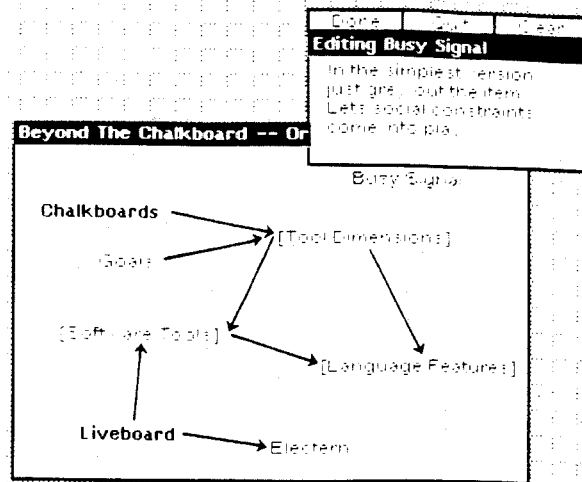 Done Quit Clear
Editing Busy Signal
In the simplest version
just grey out the item.
Lets social constraints
come into play.
Beyond The Chalkboard -- Or
Busy Signal
Chalkboards
[Tool Dimensions]
Goals
[Software Tools]
[Language Features]
Liveboard